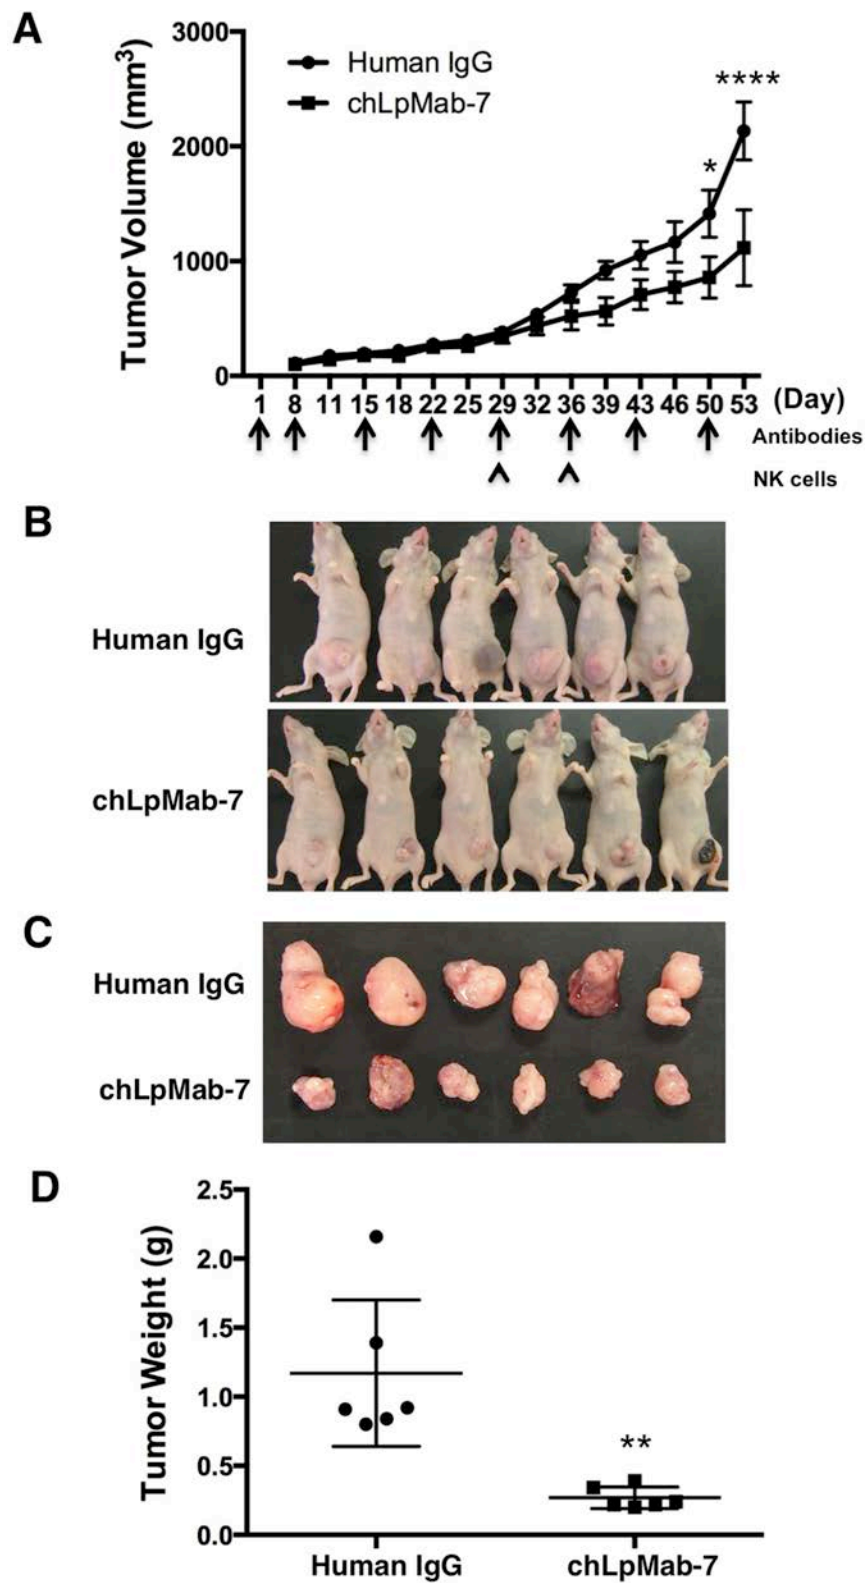 A
Tumor Volume (mm3)
3000
2000
1000
0
Human IgG
chLpMab-7
****
*
1 8 11 15 18 22 25 29 32 36 39 43 46 50 53 (Day)
Antibodies
NK cells
B
Human IgG
chLpMab-7
C
Human IgG
chLpMab-7
D
Tumor Weight (g)
2.5
2.0
1.5
1.0
0.5
0.0
**
Human IgG chLpMab-7